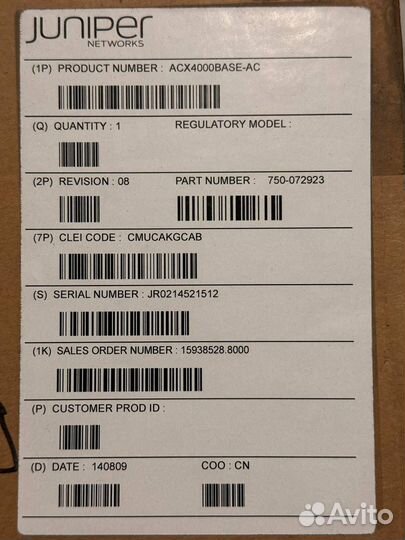 JUNIPER
NETWORKS
(1P) PRODUCT NUMBER : ACX4000BASE-AC
(Q) QUANTITY : 1 REGULATORY MODEL :
(2P) REVISION : 08 PART NUMBER : 750-072923
(7P) CLEI CODE : CMUCAKGCAB
(S) SERIAL NUMBER : JR0214521512
(1K) SALES ORDER NUMBER : 15938528.8000
(P) CUSTOMER PROD ID :
(D) DATE : 140809 COO : CN
Avito